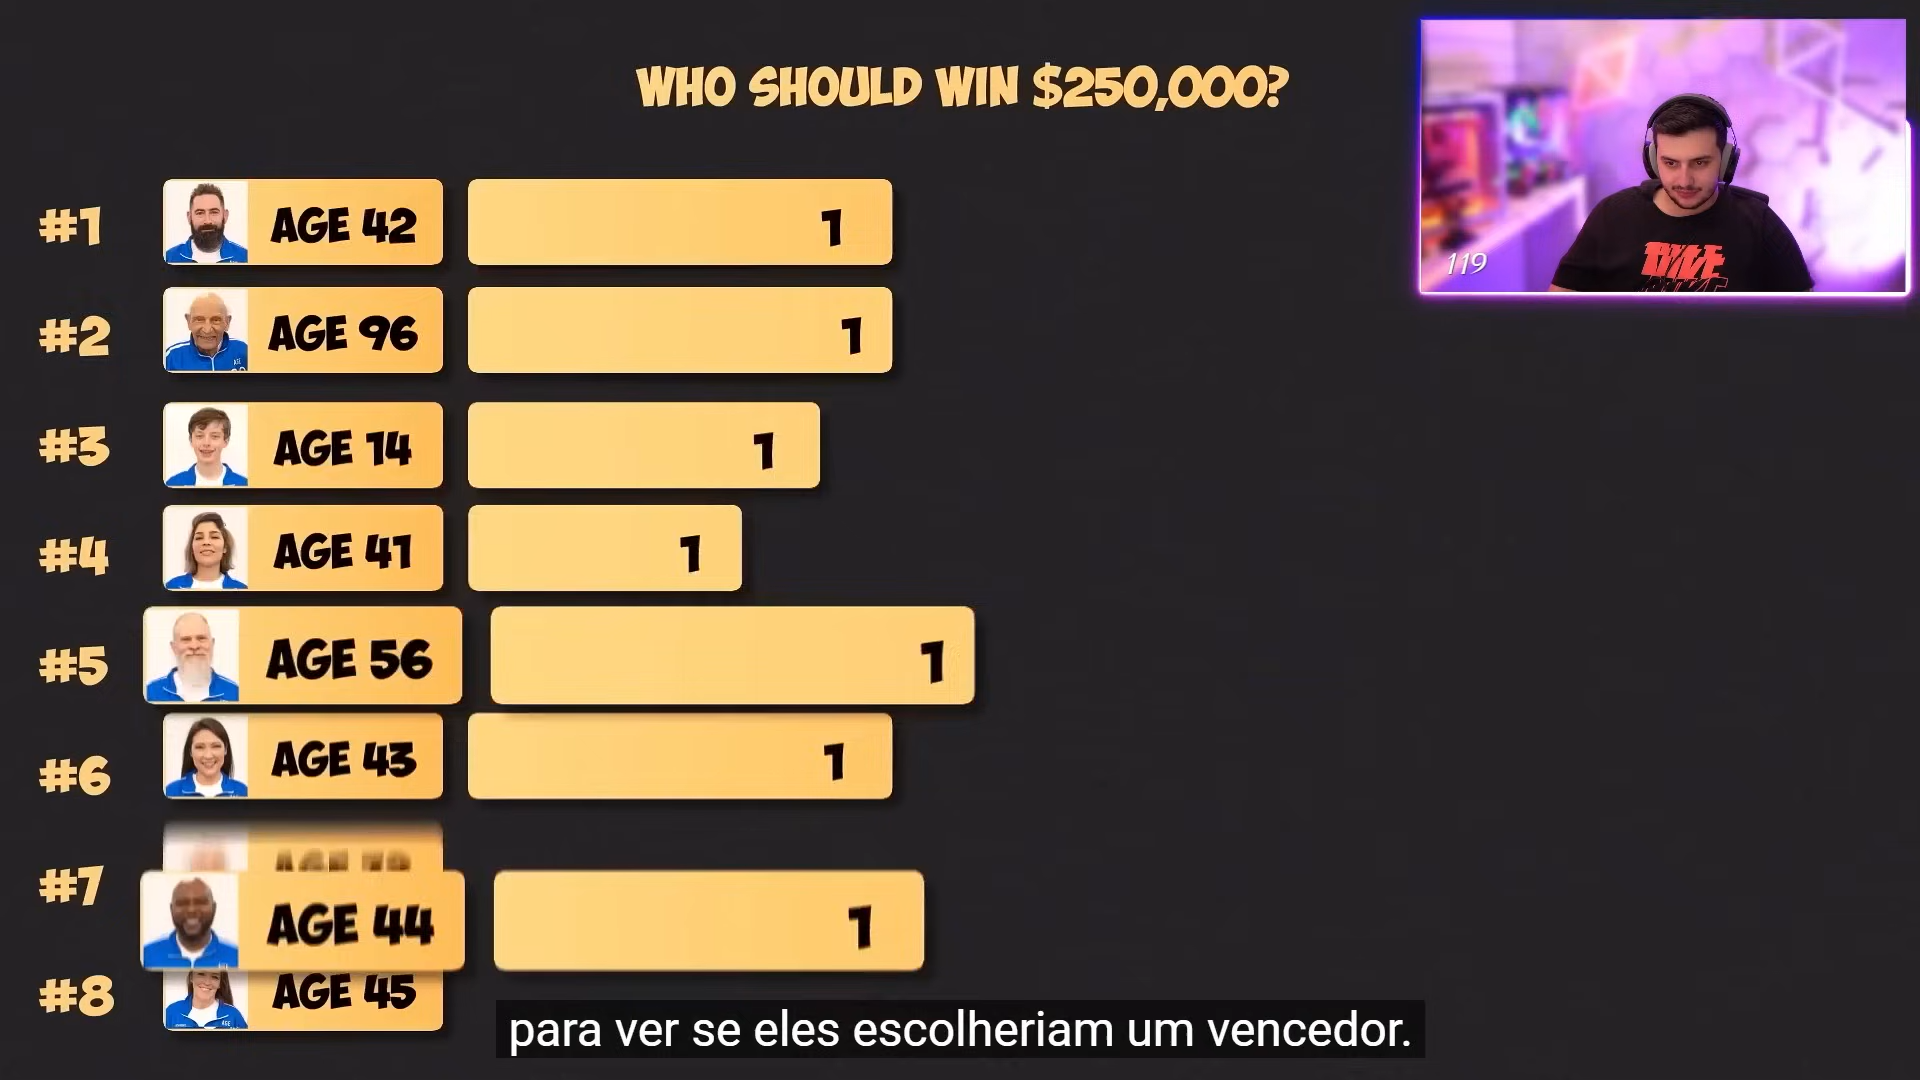 WHO SHOULD WIN $250,000?
#1 AGE 42 1
#2 AGE 96 1
#3 AGE 14 1
#4 AGE 41 1
#5 AGE 56 1
#6 AGE 43 1
#7 AGE 44 1
#8 AGE 45
119
para ver se eles escolheriam um vencedor.